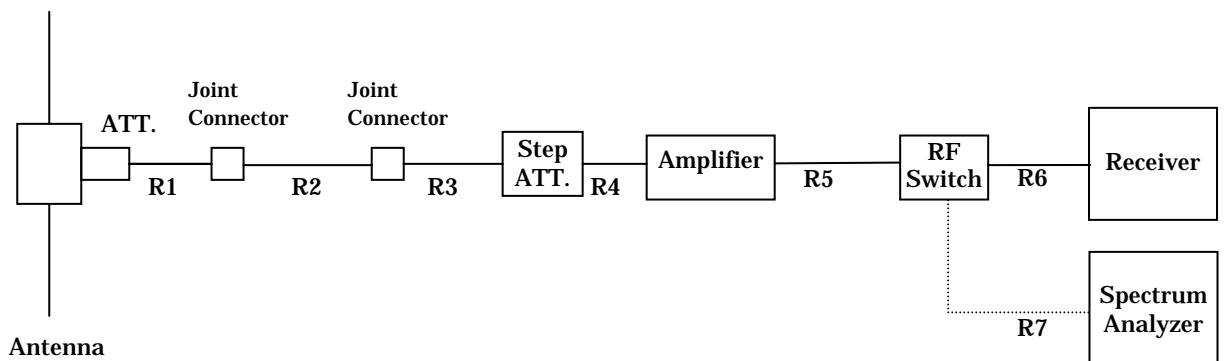 Joint
Connector
Joint
Connector
ATT.
Step
ATT.
Amplifier
RF
Switch
Receiver
R1
R2
R3
R4
R5
R6
Spectrum
Analyzer
R7
Antenna